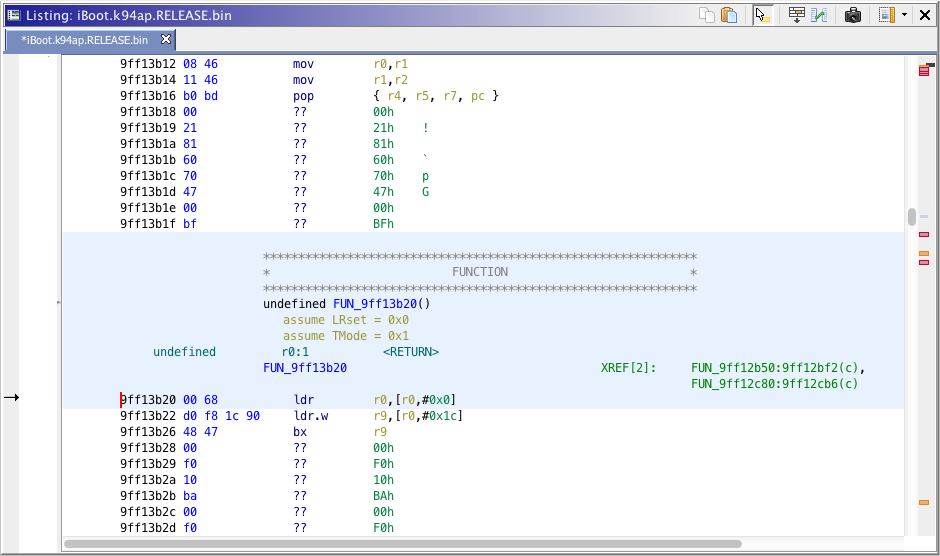 Listing: iBoot.k94ap.RELEASE.bin
*iBoot.k94ap.RELEASE.bin
9ff13b12 08 46 mov r0,r1
9ff13b14 11 46 mov r1,r2
9ff13b16 b0 bd pop { r4, r5, r7, pc }
9ff13b18 00 ?? 00h
9ff13b19 21 ?? 21h !
9ff13b1a 81 ?? 81h
9ff13b1b 60 ?? 60h `
9ff13b1c 70 ?? 70h p
9ff13b1d 47 ?? 47h G
9ff13b1e 00 ?? 00h
9ff13b1f bf ?? BFh
**************************************************************
* FUNCTION *
**************************************************************
undefined FUN_9ff13b20()
assume LRset = 0x0
assume TMode = 0x1
undefined r0:1 <RETURN>
FUN_9ff13b20 XREF[2]: FUN_9ff12b50:9ff12bf2(c),
FUN_9ff12c80:9ff12cb6(c)
9ff13b20 00 68 ldr r0,[r0,#0x0]
9ff13b22 d0 f8 1c 90 ldr.w r9,[r0,#0x1c]
9ff13b26 48 47 bx r9
9ff13b28 00 ?? 00h
9ff13b29 f0 ?? F0h
9ff13b2a 10 ?? 10h
9ff13b2b ba ?? BAh
9ff13b2c 00 ?? 00h
9ff13b2d f0 ?? F0h